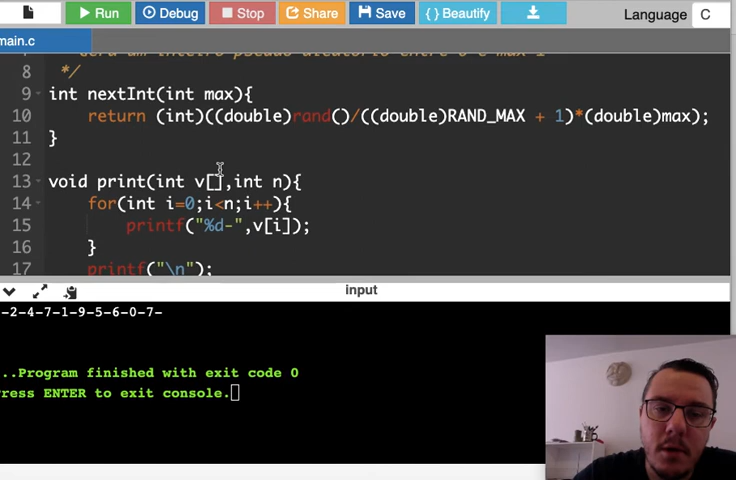 Run Debug Stop Share Save { } Beautify Language C
main.c
8 */
9 int nextInt(int max){
10 return (int)((double)rand()/((double)RAND_MAX + 1)*(double)max);
11 }
12
13 void print(int v[],int n){
14 for(int i=0;i<n;i++){
15 printf("%d-",v[i]);
16 }
17 printf("\n");
input
-2-4-7-1-9-5-6-0-7-
..Program finished with exit code 0
ress ENTER to exit console.